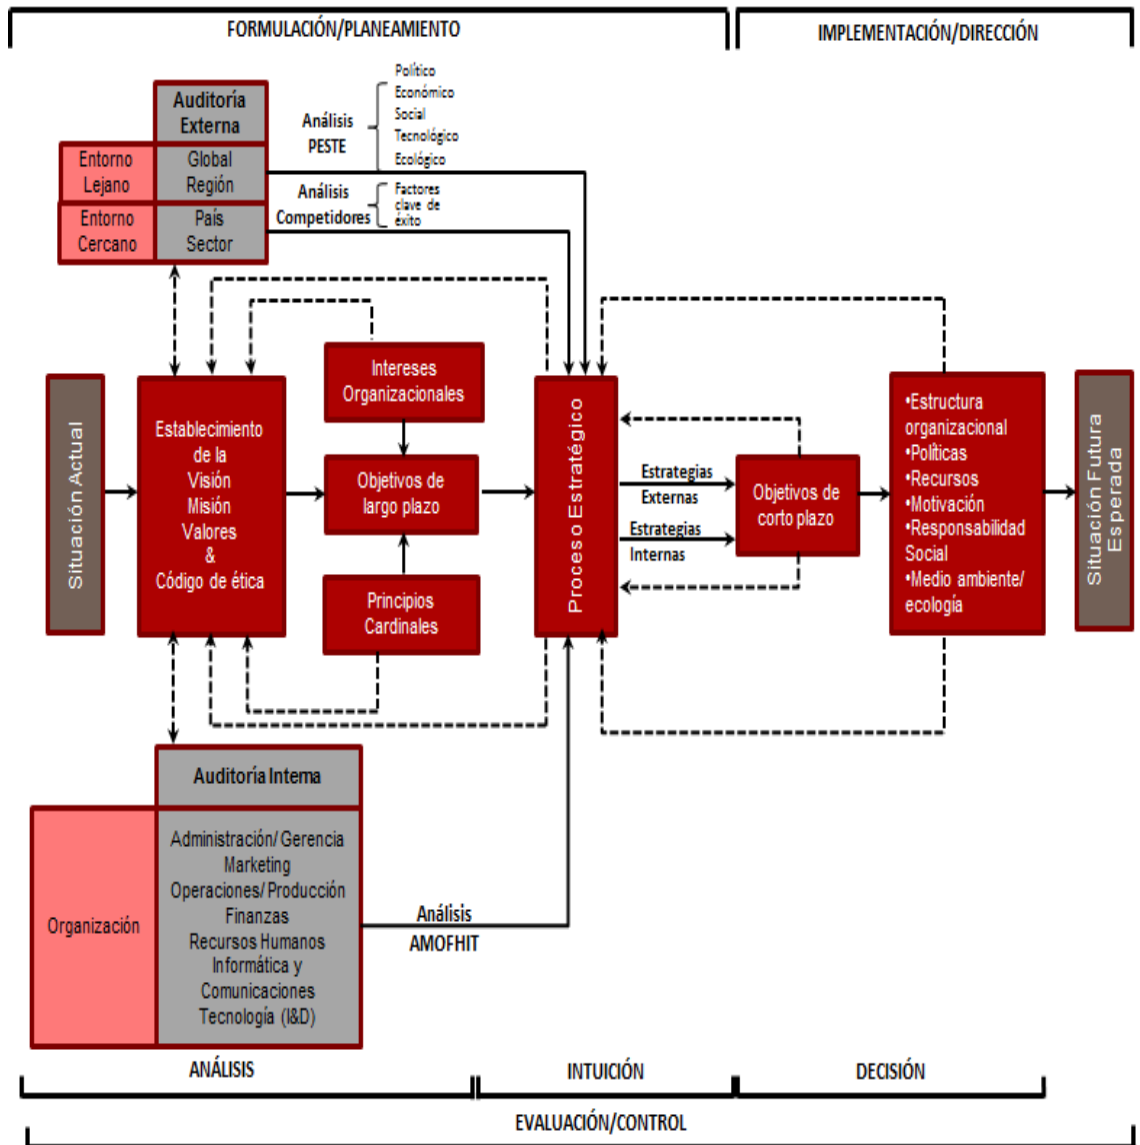 FORMULACIÓN/PLANEAMIENTO
IMPLEMENTACIÓN/DIRECCIÓN
Auditoría
Externa
Entorno
Lejano
Global
Región
Entorno
Cercano
País
Sector
Análisis
PESTE
Político
Económico
Social
Tecnológico
Ecológico
Análisis
Competidores
Factores
clave de
éxito
Situación Actual
Establecimiento
de la
Visión
Misión
Valores
&
Código de ética
Intereses
Organizacionales
Objetivos de
largo plazo
Principios
Cardinales
Proceso Estratégico
Estrategias
Externas
Estrategias
Internas
Objetivos de
corto plazo
•Estructura
organizacional
•Políticas
•Recursos
•Motivación
•Responsabilidad
Social
•Medio ambiente/
ecología
Situación Futura
Esperada
Auditoría Interna
Organización
Administración/ Gerencia
Marketing
Operaciones/ Producción
Finanzas
Recursos Humanos
Informática y
Comunicaciones
Tecnología (I&D)
Análisis
AMOFHIT
ANÁLISIS
INTUICIÓN
DECISIÓN
EVALUACIÓN/CONTROL